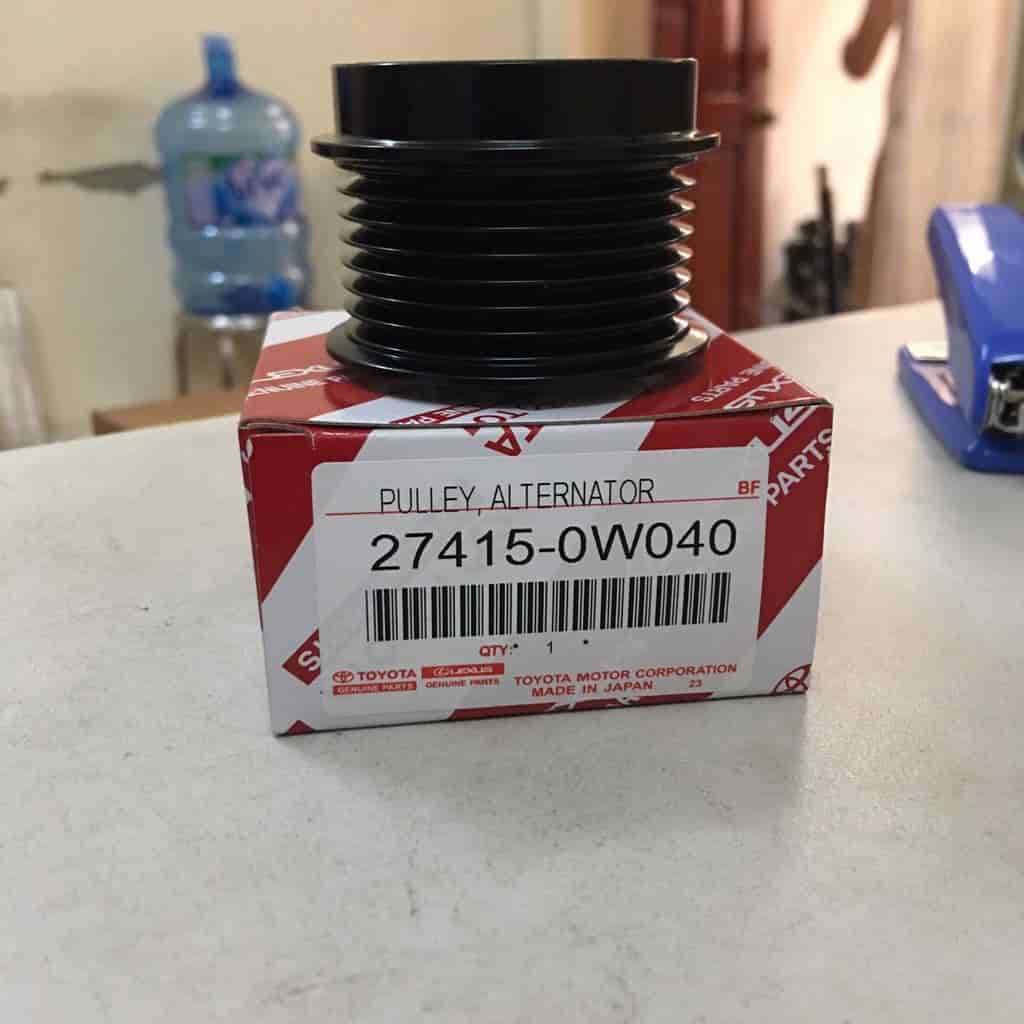 PULLEY, ALTERNATOR
BF
27415-0W040
QTY:* 1 *
TOYOTA
GENUINE PARTS
LEXUS
GENUINE PARTS
TOYOTA MOTOR CORPORATION
MADE IN JAPAN 23
PARTS